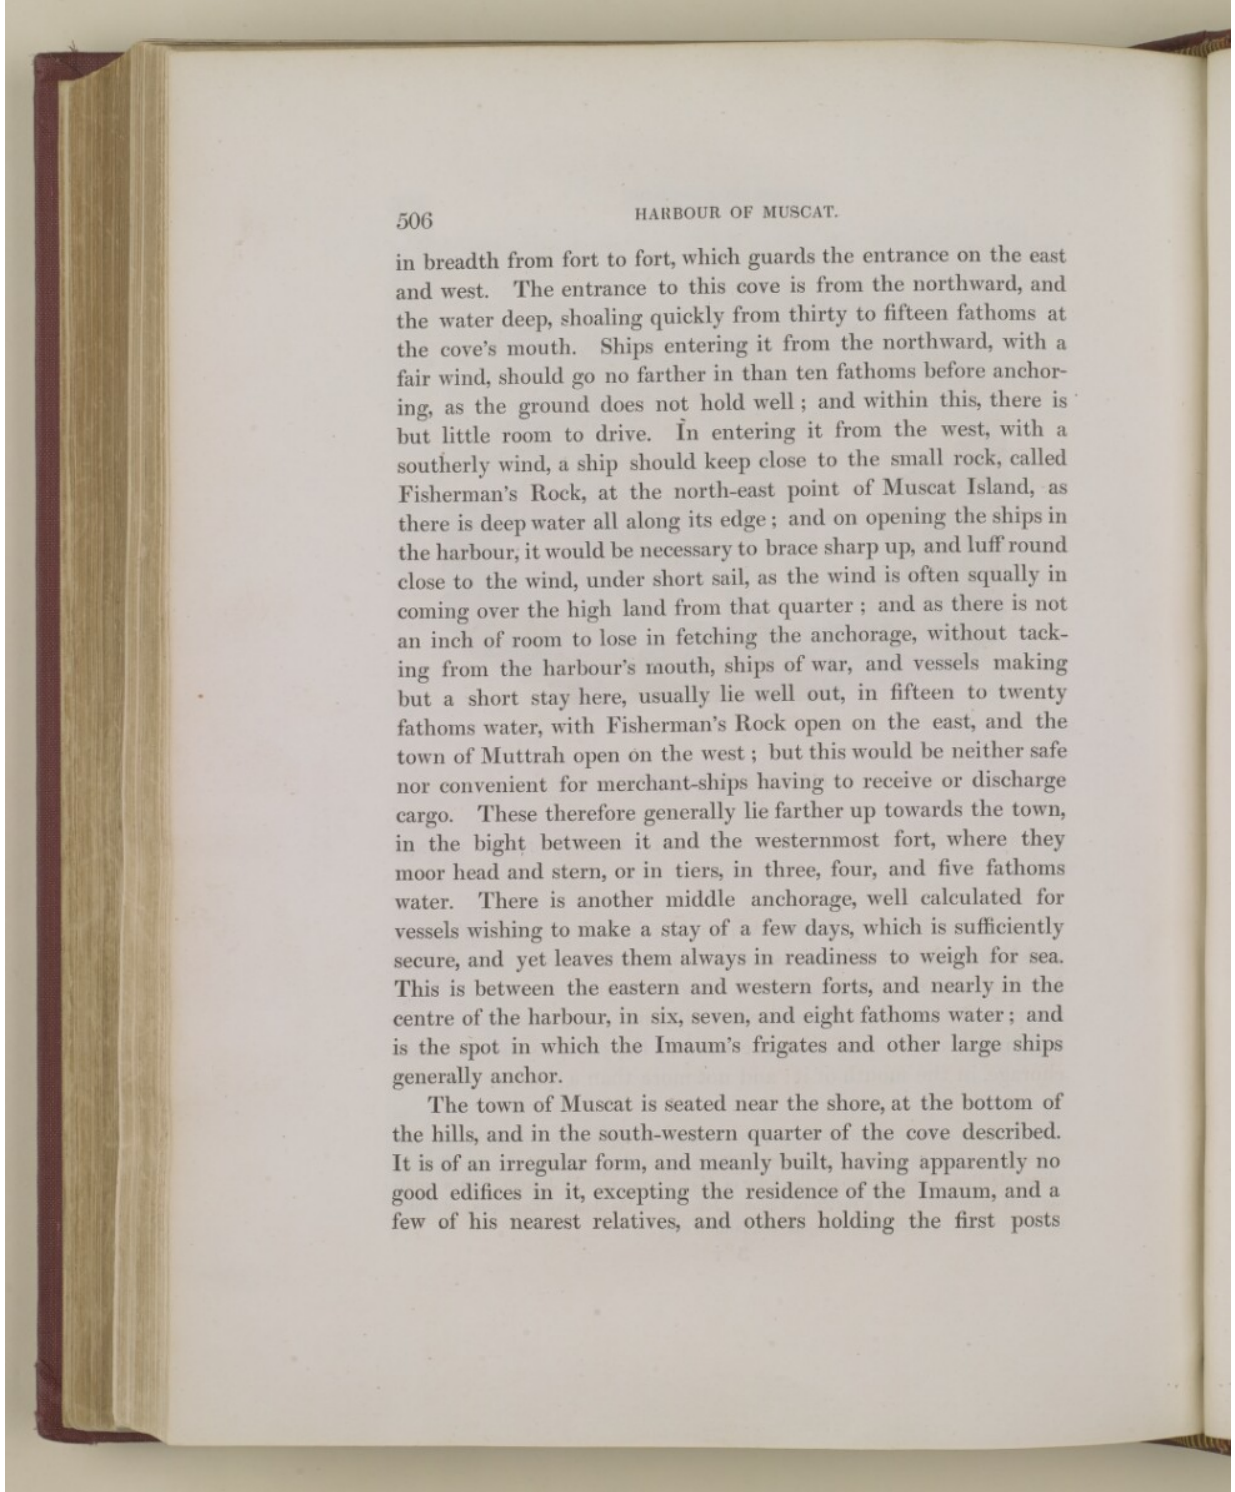 506
HARBOUR OF MUSCAT.
in breadth from fort to fort, which guards the entrance on the east
and west. The entrance to this cove is from the northward, and
the water deep, shoaling quickly from thirty to fifteen fathoms at
the cove's mouth. Ships entering it from the northward, with a
fair wind, should go no farther in than ten fathoms before anchor-
ing, as the ground does not hold well; and within this, there is
but little room to drive. In entering it from the west, with a
southerly wind, a ship should keep close to the small rock, called
Fisherman's Rock, at the north-east point of Muscat Island, as
there is deep water all along its edge; and on opening the ships in
the harbour, it would be necessary to brace sharp up, and luff round
close to the wind, under short sail, as the wind is often squally in
coming over the high land from that quarter; and as there is not
an inch of room to lose in fetching the anchorage, without tack-
ing from the harbour's mouth, ships of war, and vessels making
but a short stay here, usually lie well out, in fifteen to twenty
fathoms water, with Fisherman's Rock open on the east, and the
town of Muttrah open on the west; but this would be neither safe
nor convenient for merchant-ships having to receive or discharge
cargo. These therefore generally lie farther up towards the town,
in the bight between it and the westernmost fort, where they
moor head and stern, or in tiers, in three, four, and five fathoms
water. There is another middle anchorage, well calculated for
vessels wishing to make a stay of a few days, which is sufficiently
secure, and yet leaves them always in readiness to weigh for sea.
This is between the eastern and western forts, and nearly in the
centre of the harbour, in six, seven, and eight fathoms water; and
is the spot in which the Imaum's frigates and other large ships
generally anchor.
The town of Muscat is seated near the shore, at the bottom of
the hills, and in the south-western quarter of the cove described.
It is of an irregular form, and meanly built, having apparently no
good edifices in it, excepting the residence of the Imaum, and a
few of his nearest relatives, and others holding the first posts